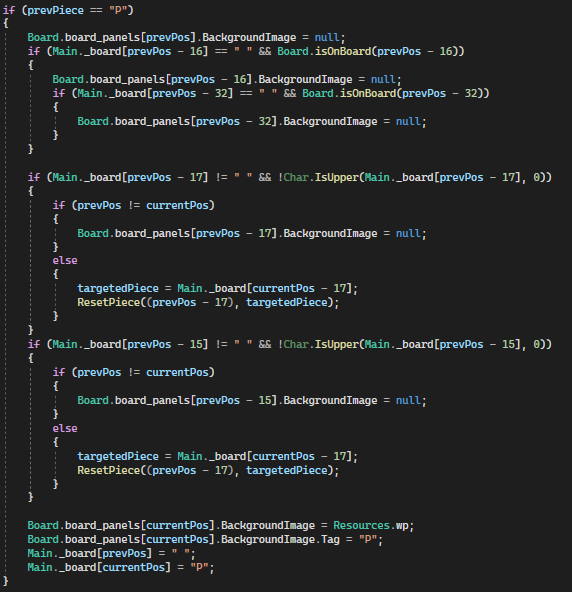 if (prevPiece == "P")
{
    Board.board_panels[prevPos].BackgroundImage = null;
    if (Main._board[prevPos - 16] == " " && Board.isOnBoard(prevPos - 16))
    {
        Board.board_panels[prevPos - 16].BackgroundImage = null;
        if (Main._board[prevPos - 32] == " " && Board.isOnBoard(prevPos - 32))
        {
            Board.board_panels[prevPos - 32].BackgroundImage = null;
        }
    }

    if (Main._board[prevPos - 17] != " " && !Char.IsUpper(Main._board[prevPos - 17], 0))
    {
        if (prevPos != currentPos)
        {
            Board.board_panels[prevPos - 17].BackgroundImage = null;
        }
        else
        {
            targetedPiece = Main._board[currentPos - 17];
            ResetPiece((prevPos - 17), targetedPiece);
        }
    }
    if (Main._board[prevPos - 15] != " " && !Char.IsUpper(Main._board[prevPos - 15], 0))
    {
        if (prevPos != currentPos)
        {
            Board.board_panels[prevPos - 15].BackgroundImage = null;
        }
        else
        {
            targetedPiece = Main._board[currentPos - 17];
            ResetPiece((prevPos - 17), targetedPiece);
        }
    }

    Board.board_panels[currentPos].BackgroundImage = Resources.wp;
    Board.board_panels[currentPos].BackgroundImage.Tag = "P";
    Main._board[prevPos] = " ";
    Main._board[currentPos] = "P";
}